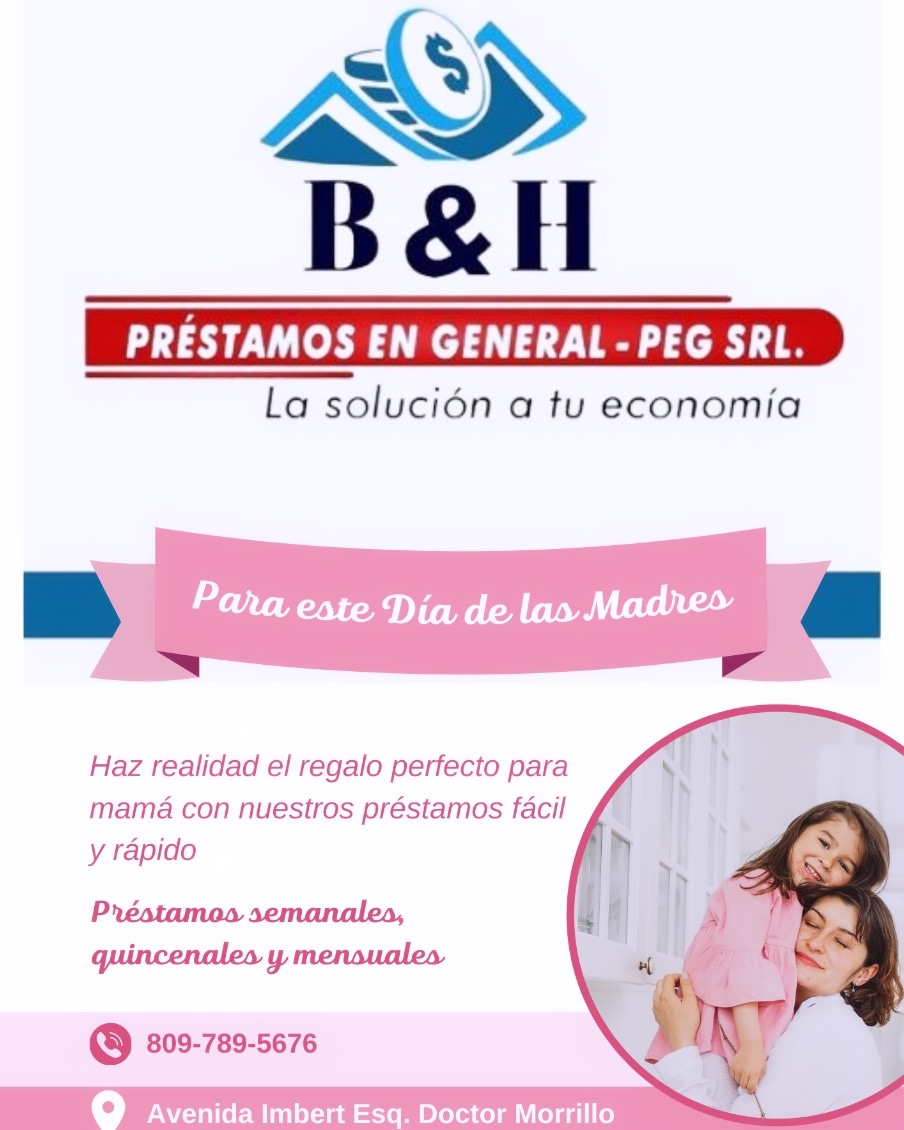 B & H
PRÉSTAMOS EN GENERAL - PEG SRL.
La solución a tu economía
Para este Día de las Madres
Haz realidad el regalo perfecto para
mamá con nuestros préstamos fácil
y rápido
Préstamos semanales,
quincenales y mensuales
809-789-5676
Avenida Imbert Esq. Doctor Morrillo